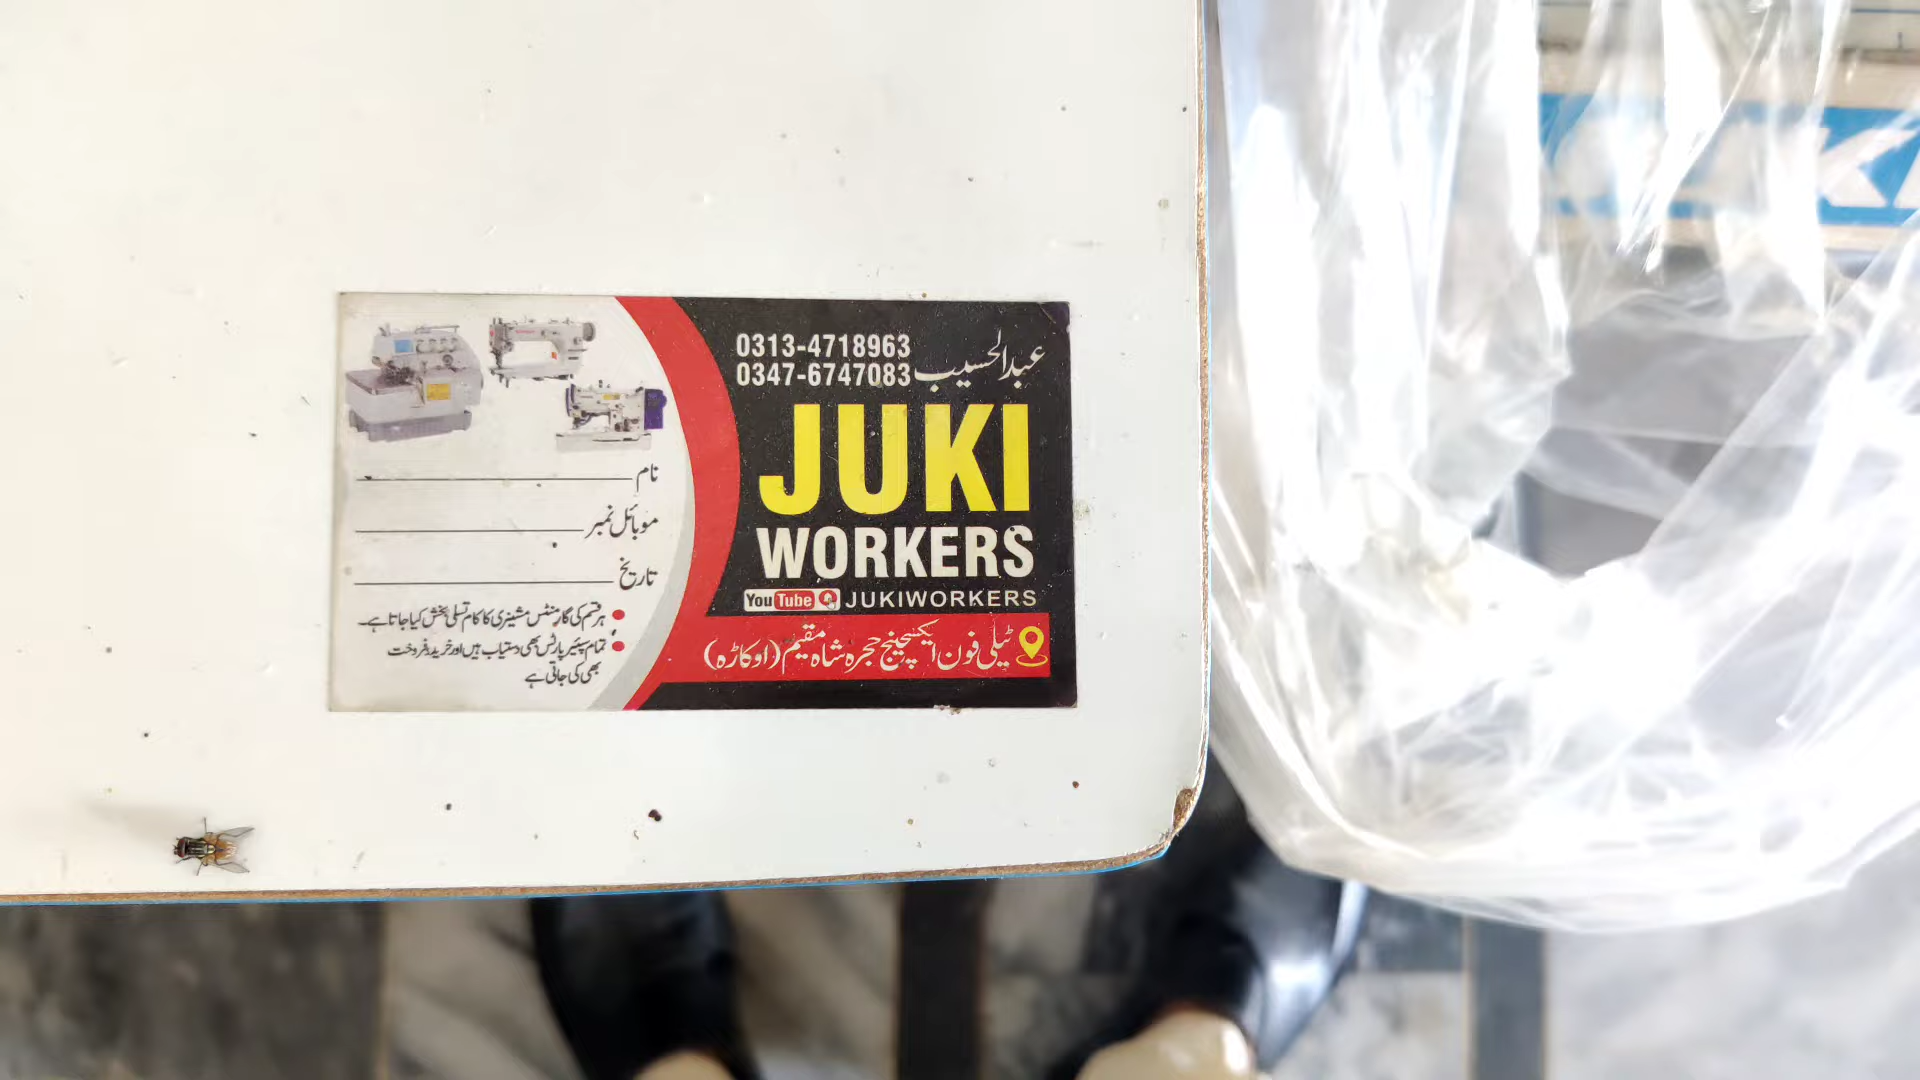 0313-4718963
0347-6747083
عبدالحسیب
JUKI
WORKERS
YouTube JUKIWORKERS
ٹیلی فون ایکسچینج حجرہ شاہ مقیم (اوکاڑہ)
نام
موبائل نمبر
تاریخ
ہر قسم کی گارمنٹس مشینری کا کام تسلی بخش کیا جاتا ہے۔
تمام سپئیر پارٹس بھی دستیاب ہیں اور خرید و فروخت
بھی کی جاتی ہے